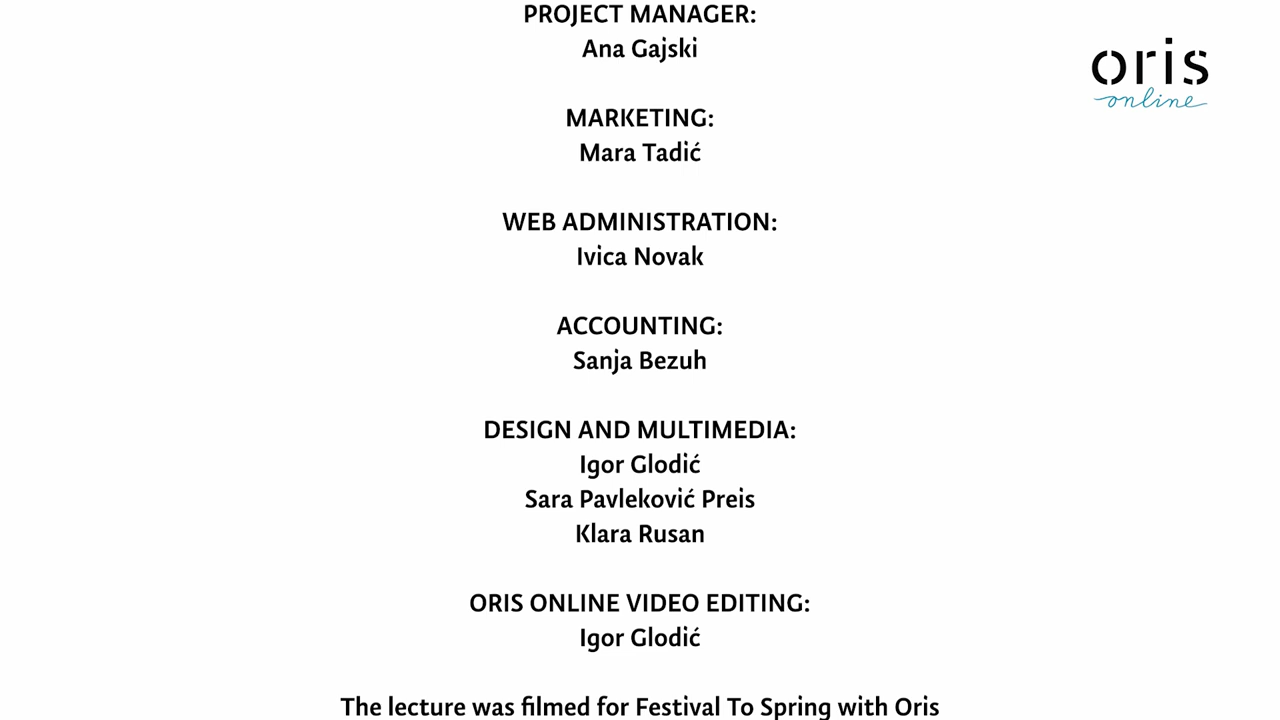 PROJECT MANAGER:
Ana Gajski
oris
online
MARKETING:
Mara Tadić
WEB ADMINISTRATION:
Ivica Novak
ACCOUNTING:
Sanja Bezuh
DESIGN AND MULTIMEDIA:
Igor Glodić
Sara Pavleković Preis
Klara Rusan
ORIS ONLINE VIDEO EDITING:
Igor Glodić
The lecture was filmed for Festival To Spring with Oris